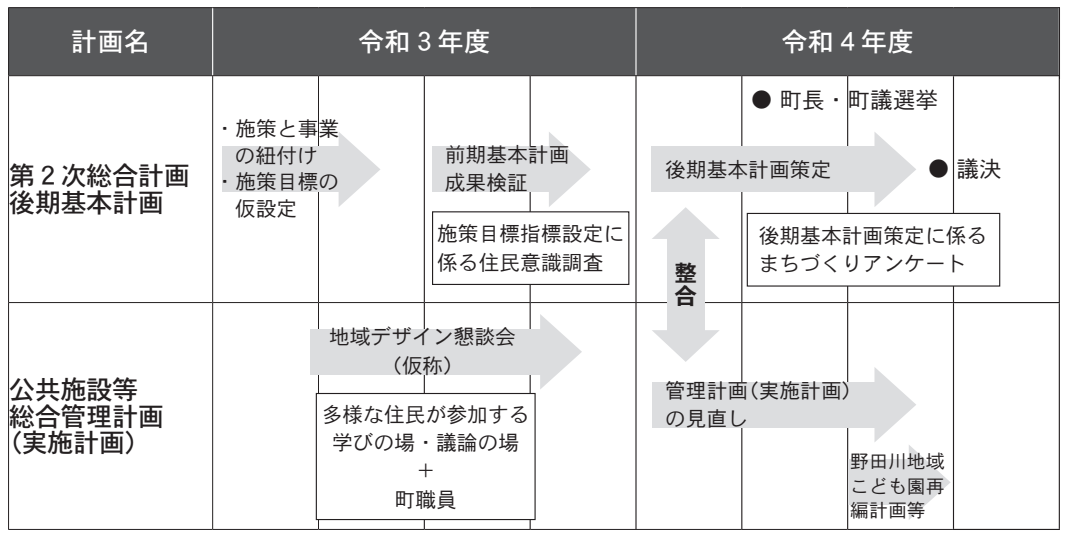 計画名
令和３年度
令和４年度
第２次総合計画
後期基本計画
・施策と事業
の紐付け
・施策目標の
仮設定
前期基本計画
成果検証
施策目標指標設定に
係る住民意識調査
● 町長・町議選挙
後期基本計画策定
● 議決
後期基本計画策定に係る
まちづくりアンケート
整合
公共施設等
総合管理計画
（実施計画）
地域デザイン懇談会
（仮称）
多様な住民が参加する
学びの場・議論の場
＋
町職員
管理計画（実施計画）
の見直し
野田川地域
こども園再
編計画等